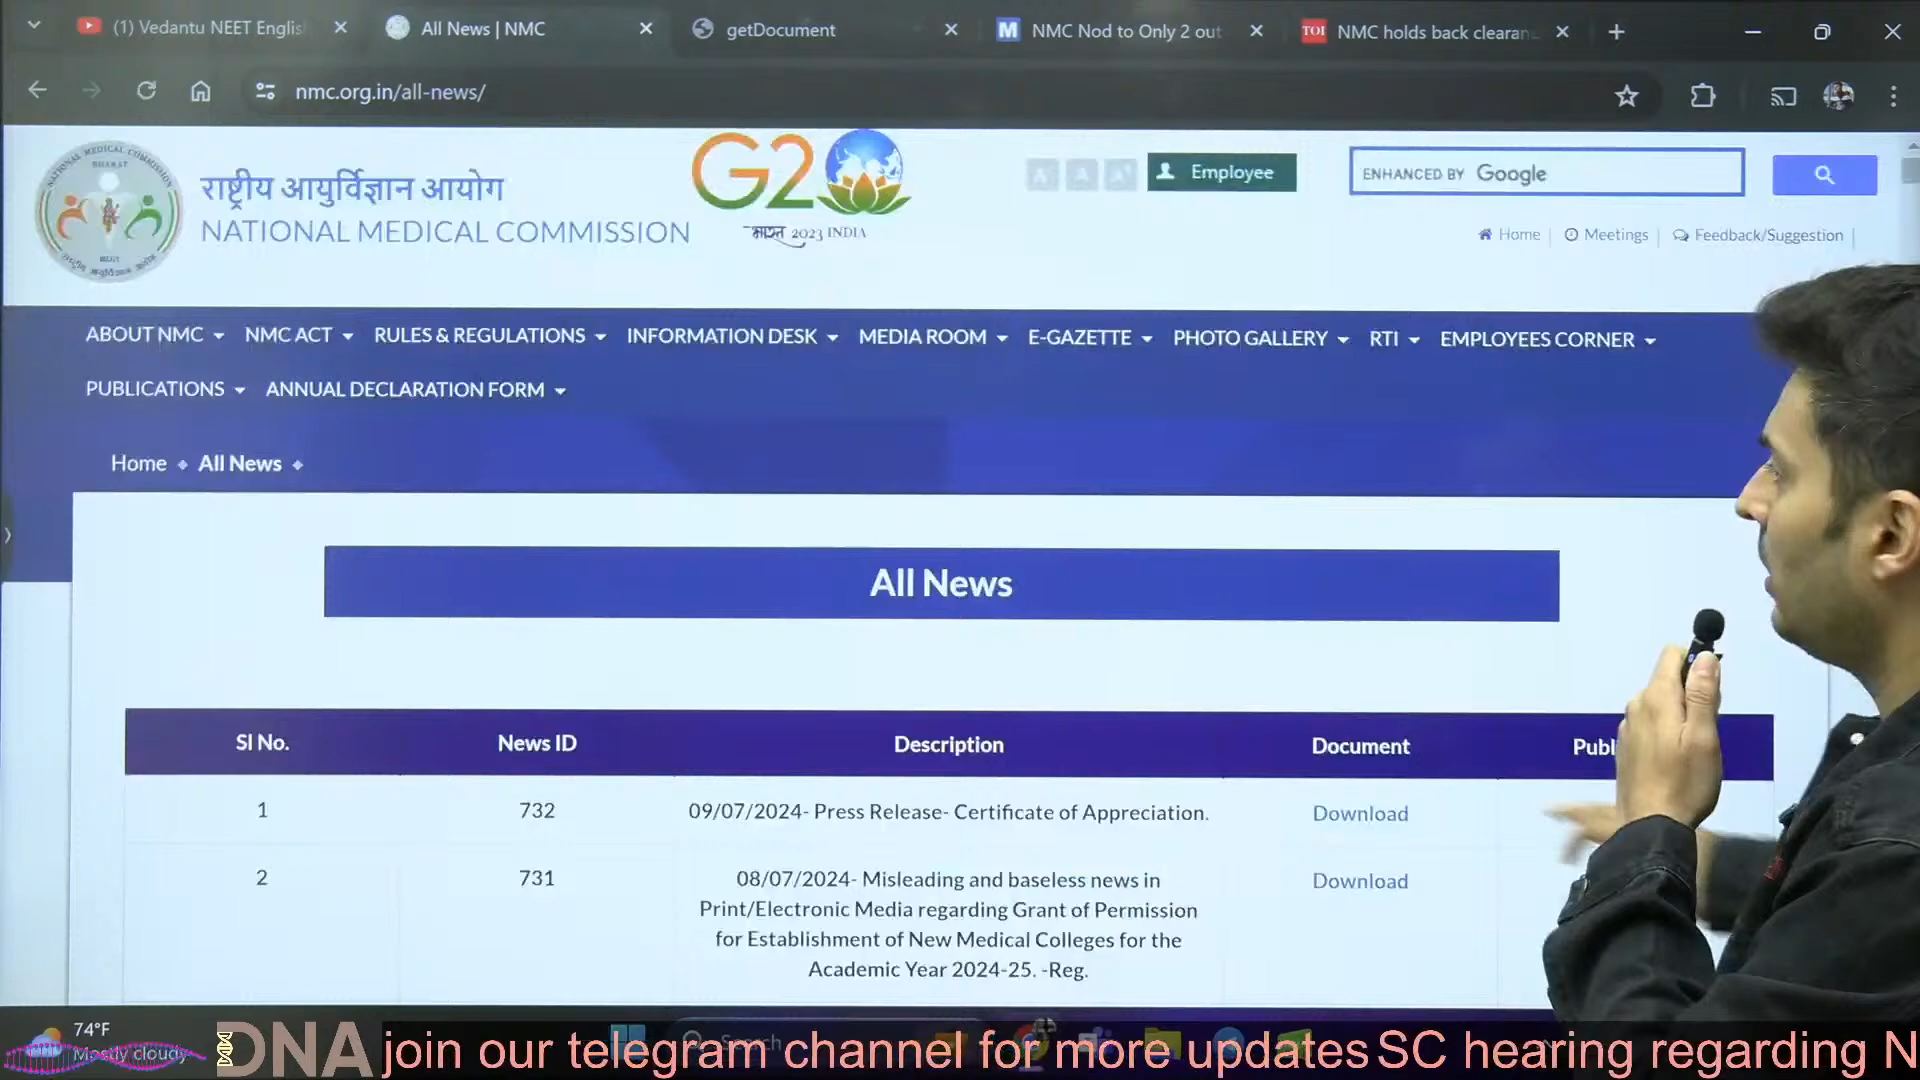 (1) Vedantu NEET Englis
All News | NMC
getDocument
M NMC Nod to Only 2 out
TOI NMC holds back clearan
nmc.org.in/all-news/
NATIONAL MEDICAL COMMISSION
BHARAT
राष्ट्रीय आयुर्विज्ञान आयोग
NATIONAL MEDICAL COMMISSION
G20
भारत 2023 INDIA
A A A
Employee
ENHANCED BY Google
Home
Meetings
Feedback/Suggestion
ABOUT NMC
NMC ACT
RULES & REGULATIONS
INFORMATION DESK
MEDIA ROOM
E-GAZETTE
PHOTO GALLERY
RTI
EMPLOYEES CORNER
PUBLICATIONS
ANNUAL DECLARATION FORM
Home
All News
All News
Sl No. News ID Description Document Publ
1 732 09/07/2024- Press Release- Certificate of Appreciation. Download
2 731 08/07/2024- Misleading and baseless news in Download
Print/Electronic Media regarding Grant of Permission
for Establishment of New Medical Colleges for the
Academic Year 2024-25. -Reg.
74°F
Mostly cloudy
Search
DNA join our telegram channel for more updates SC hearing regarding N